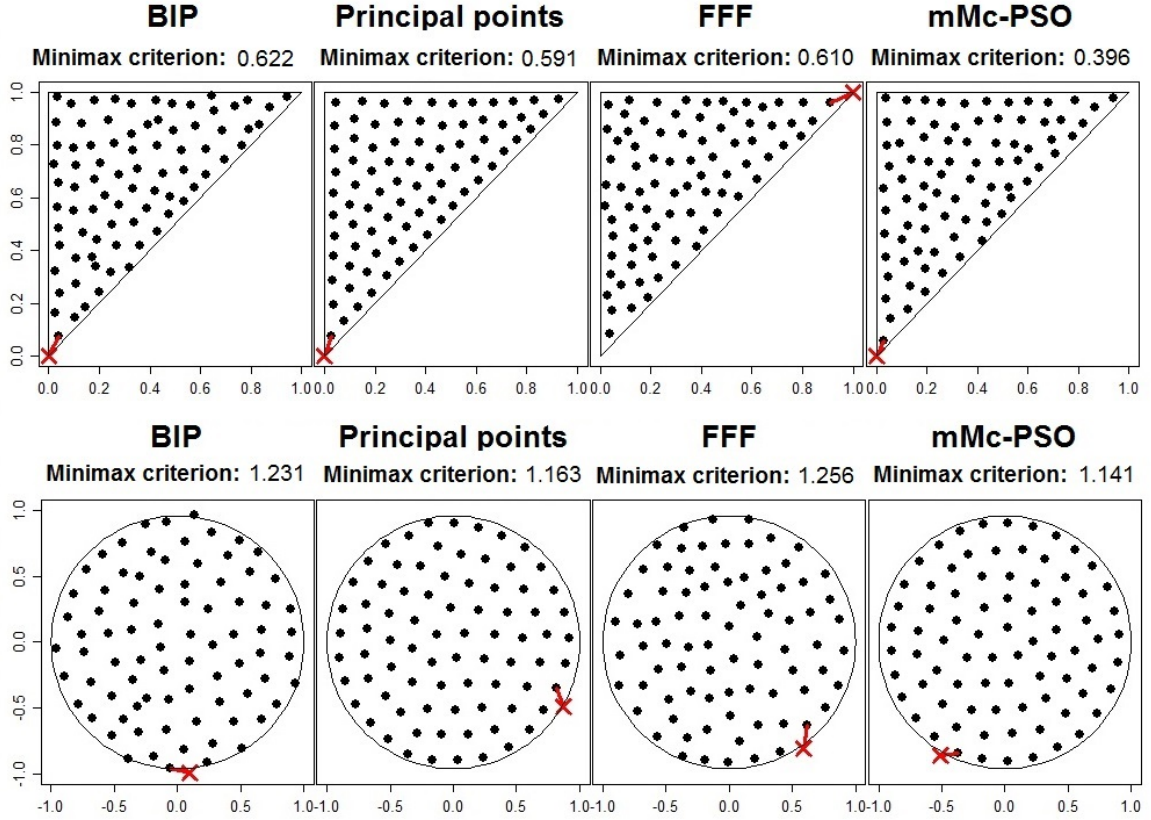 BIP Principal points FFF mMc-PSO
Minimax criterion: 0.622 Minimax criterion: 0.591 Minimax criterion: 0.610 Minimax criterion: 0.396
1.0
0.8
0.6
0.4
0.2
0.0
0.0 0.2 0.4 0.6 0.8 1.0 0.0 0.2 0.4 0.6 0.8 1.0 0.0 0.2 0.4 0.6 0.8 1.0 0.0 0.2 0.4 0.6 0.8 1.0
BIP Principal points FFF mMc-PSO
Minimax criterion: 1.231 Minimax criterion: 1.163 Minimax criterion: 1.256 Minimax criterion: 1.141
1.0
0.5
0.0
-0.5
-1.0
-1.0 -0.5 0.0 0.5 1.0 -1.0 -0.5 0.0 0.5 1.0 -1.0 -0.5 0.0 0.5 1.0 -1.0 -0.5 0.0 0.5 1.0